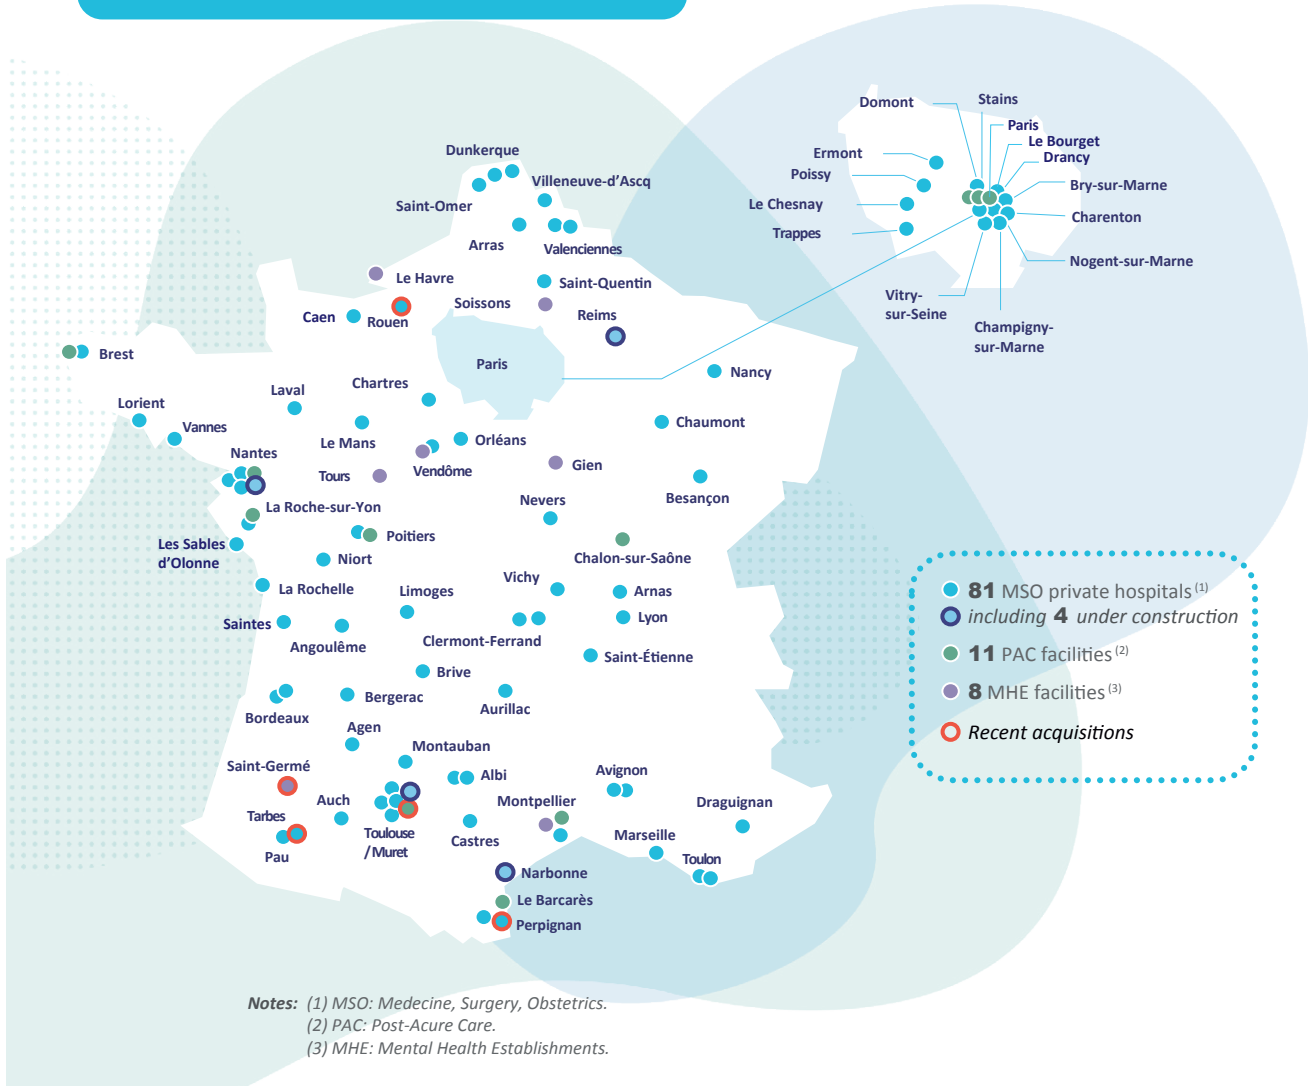 Domont
Stains
Paris
Le Bourget
Drancy
Ermont
Poissy
Bry-sur-Marne
Le Chesnay
Charenton
Trappes
Nogent-sur-Marne
Vitry-
sur-Seine
Champigny-
sur-Marne
Dunkerque
Villeneuve-d’Ascq
Saint-Omer
Arras
Valenciennes
Le Havre
Saint-Quentin
Soissons
Caen
Rouen
Reims
Brest
Paris
Nancy
Chartres
Laval
Lorient
Vannes
Chaumont
Le Mans
Orléans
Nantes
Tours
Vendôme
Gien
Besançon
Nevers
La Roche-sur-Yon
Poitiers
Les Sables
d’Olonne
Chalon-sur-Saône
Niort
Vichy
La Rochelle
Limoges
Arnas
Saintes
Lyon
Angoulême
Clermont-Ferrand
Saint-Étienne
Brive
Bergerac
Aurillac
Bordeaux
Agen
Montauban
Saint-Germé
Albi
Avignon
Auch
Montpellier
Draguignan
Tarbes
Toulouse
/Muret
Castres
Marseille
Pau
Toulon
Narbonne
Le Barcarès
Perpignan
81 MSO private hospitals (1)
including 4 under construction
11 PAC facilities (2)
8 MHE facilities (3)
Recent acquisitions
Notes: (1) MSO: Medecine, Surgery, Obstetrics.
(2) PAC: Post-Acure Care.
(3) MHE: Mental Health Establishments.